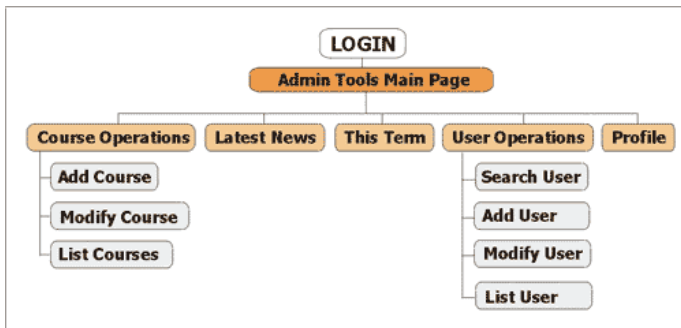 LOGIN
Admin Tools Main Page
Course Operations
Latest News
This Term
User Operations
Profile
Add Course
Modify Course
List Courses
Search User
Add User
Modify User
List User